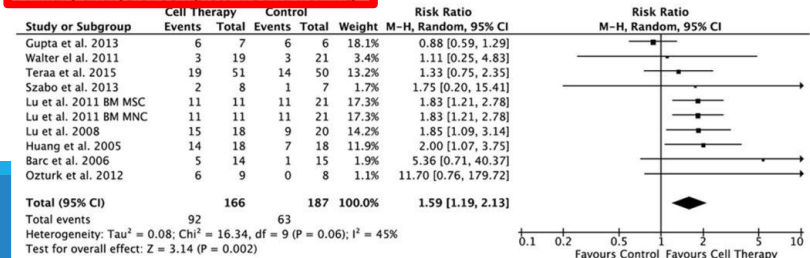 Cell Therapy Control Risk Ratio Risk Ratio
Study or Subgroup Events Total Events Total Weight M-H, Random, 95% CI M-H, Random, 95% CI
Gupta et al. 2013 6 7 6 6 18.1% 0.88 [0.59, 1.29]
Walter el 2011 3 19 3 21 3.4% 1.11 [0.25, 4.83]
Teraa et al. 2015 19 51 14 50 13.2% 1.33 [0.75, 2.35]
Szabo et al. 2013 2 8 1 7 1.7% 1.75 [0.20, 15.41]
Lu et al. 2011 BM MSC 11 11 11 21 17.3% 1.83 [1.21, 2.78]
Lu et al. 2011 BM MNC 11 11 11 21 17.3% 1.83 [1.21, 2.78]
Lu et al. 2008 15 18 9 20 14.2% 1.85 [1.09, 3.14]
Huang et al. 2005 14 18 7 18 11.9% 2.00 [1.07, 3.75]
Barc et al. 2006 5 14 1 15 1.9% 5.36 [0.71, 40.37]
Ozturk et al. 2012 6 9 0 8 1.1% 11.70 [0.76, 179.72]
Total (95% CI) 166 187 100.0% 1.59 [1.19, 2.13]
Total events 92 63
Heterogeneity: Tau² = 0.08; Chi² = 16.34, df = 9 (P = 0.06); I² = 45%
Test for overall effect: Z = 3.14 (P = 0.002)
0.1 0.2 0.5 1 2 5 10
Favours Control Favours Cell Therapy